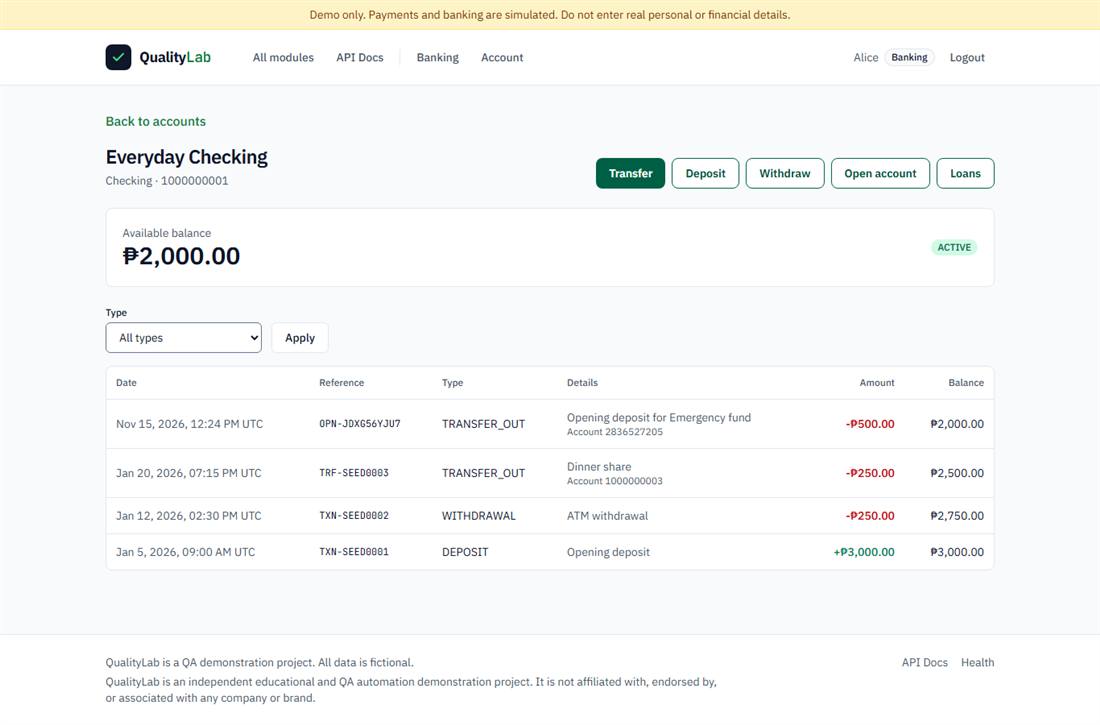 Demo only. Payments and banking are simulated. Do not enter real personal or financial details.
QualityLab All modules API Docs Banking Account Alice Banking Logout
Back to accounts
Everyday Checking
Checking · 1000000001
Transfer Deposit Withdraw Open account Loans
Available balance
₱2,000.00
ACTIVE
Type
All types Apply
Date Reference Type Details Amount Balance
Nov 15, 2026, 12:24 PM UTC OPN-JDXG56YJU7 TRANSFER_OUT Opening deposit for Emergency fund -₱500.00 ₱2,000.00
Account 2836527205
Jan 20, 2026, 07:15 PM UTC TRF-SEED0003 TRANSFER_OUT Dinner share -₱250.00 ₱2,500.00
Account 1000000003
Jan 12, 2026, 02:30 PM UTC TXN-SEED0002 WITHDRAWAL ATM withdrawal -₱250.00 ₱2,750.00
Jan 5, 2026, 09:00 AM UTC TXN-SEED0001 DEPOSIT Opening deposit +₱3,000.00 ₱3,000.00
QualityLab is a QA demonstration project. All data is fictional. API Docs Health
QualityLab is an independent educational and QA automation demonstration project. It is not affiliated with, endorsed by,
or associated with any company or brand.